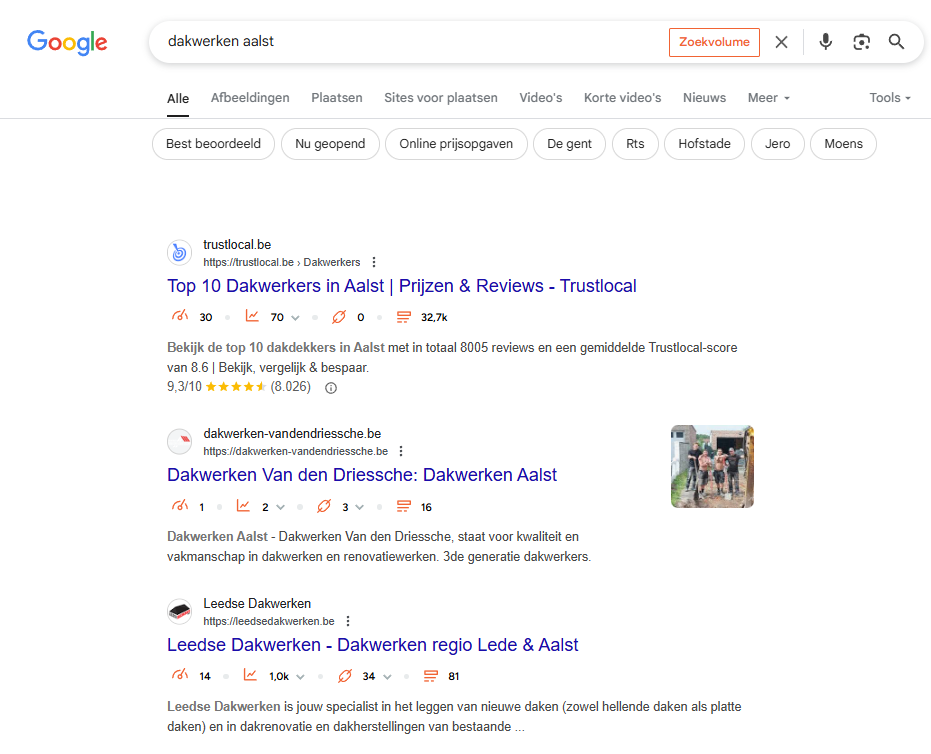 Google
dakwerken aalst
Zoekvolume
Alle Afbeeldingen Plaatsen Sites voor plaatsen Video's Korte video's Nieuws Meer Tools
Best beoordeeld Nu geopend Online prijsopgaven De gent Rts Hofstade Jero Moens
trustlocal.be
https://trustlocal.be › Dakwerkers
Top 10 Dakwerkers in Aalst | Prijzen & Reviews - Trustlocal
30 70 0 32,7k
Bekijk de top 10 dakdekkers in Aalst met in totaal 8005 reviews en een gemiddelde Trustlocal-score
van 8.6 | Bekijk, vergelijk & bespaar.
9,3/10 (8.026)
dakwerken-vandendriessche.be
https://dakwerken-vandendriessche.be
Dakwerken Van den Driessche: Dakwerken Aalst
1 2 3 16
Dakwerken Aalst - Dakwerken Van den Driessche, staat voor kwaliteit en
vakmanschap in dakwerken en renovatiewerken. 3de generatie dakwerkers.
Leedse Dakwerken
https://leedsedakwerken.be
Leedse Dakwerken - Dakwerken regio Lede & Aalst
14 1,0k 34 81
Leedse Dakwerken is jouw specialist in het leggen van nieuwe daken (zowel hellende daken als platte
daken) en in dakrenovatie en dakherstellingen van bestaande ...